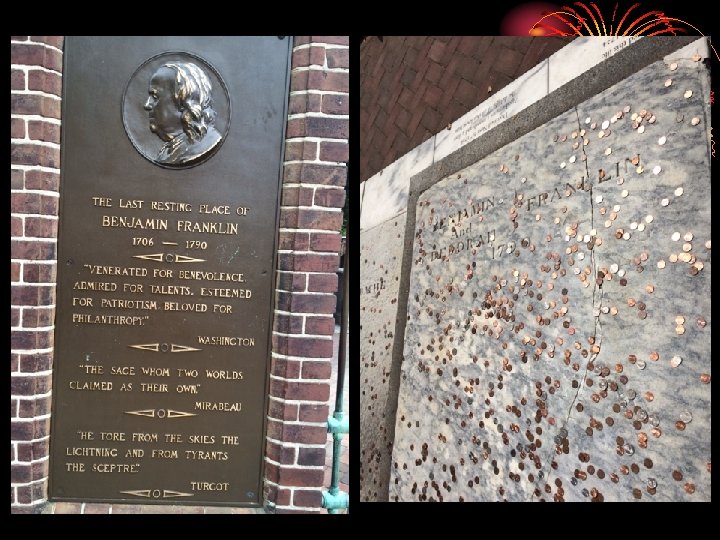 THE LAST RESTING PLACE OF
BENJAMIN FRANKLIN
1706 — 1790
"VENERATED FOR BENEVOLENCE,
ADMIRED FOR TALENTS, ESTEEMED
FOR PATRIOTISM, BELOVED FOR
PHILANTHROPY."
WASHINGTON
"THE SAGE WHOM TWO WORLDS
CLAIMED AS THEIR OWN."
MIRABEAU
"HE TORE FROM THE SKIES THE
LIGHTNING AND FROM TYRANTS
THE SCEPTRE."
TURGOT
BENJAMIN FRANKLIN
And
DEBORAH
1790